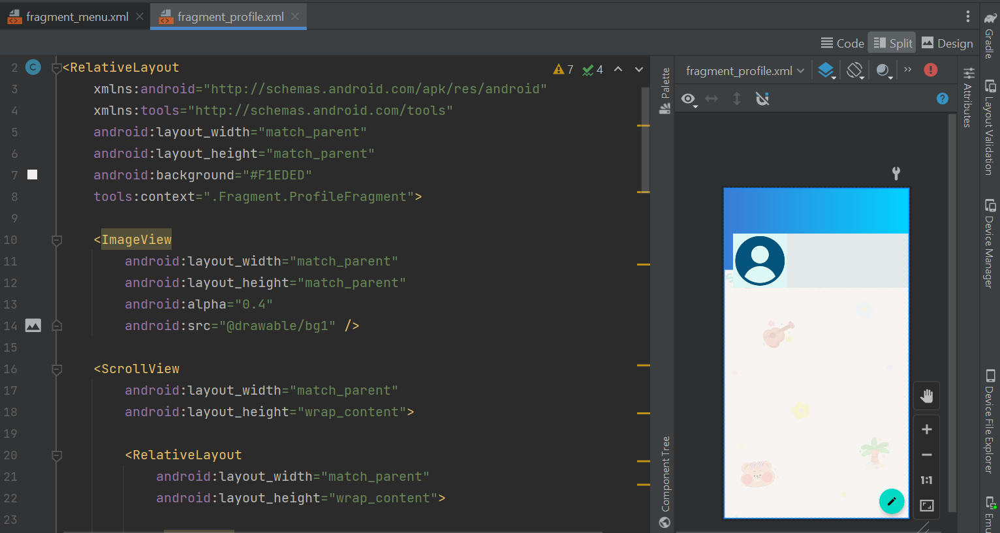 fragment_menu.xml
fragment_profile.xml
Code
Split
Design
2 C <RelativeLayout
7
4
3 xmlns:android="http://schemas.android.com/apk/res/android"
4 xmlns:tools="http://schemas.android.com/tools"
5 android:layout_width="match_parent"
6 android:layout_height="match_parent"
7 android:background="#F1EDED"
8 tools:context=".Fragment.ProfileFragment">
9
10 <ImageView
11 android:layout_width="match_parent"
12 android:layout_height="match_parent"
13 android:alpha="0.4"
14 android:src="@drawable/bg1" />
15
16 <ScrollView
17 android:layout_width="match_parent"
18 android:layout_height="wrap_content">
19
20 <RelativeLayout
21 android:layout_width="match_parent"
22 android:layout_height="wrap_content">
23
Palette
Component Tree
fragment_profile.xml
1:1
Attributes
Gradle
Layout Validation
Device Manager
Device File Explorer
Emu